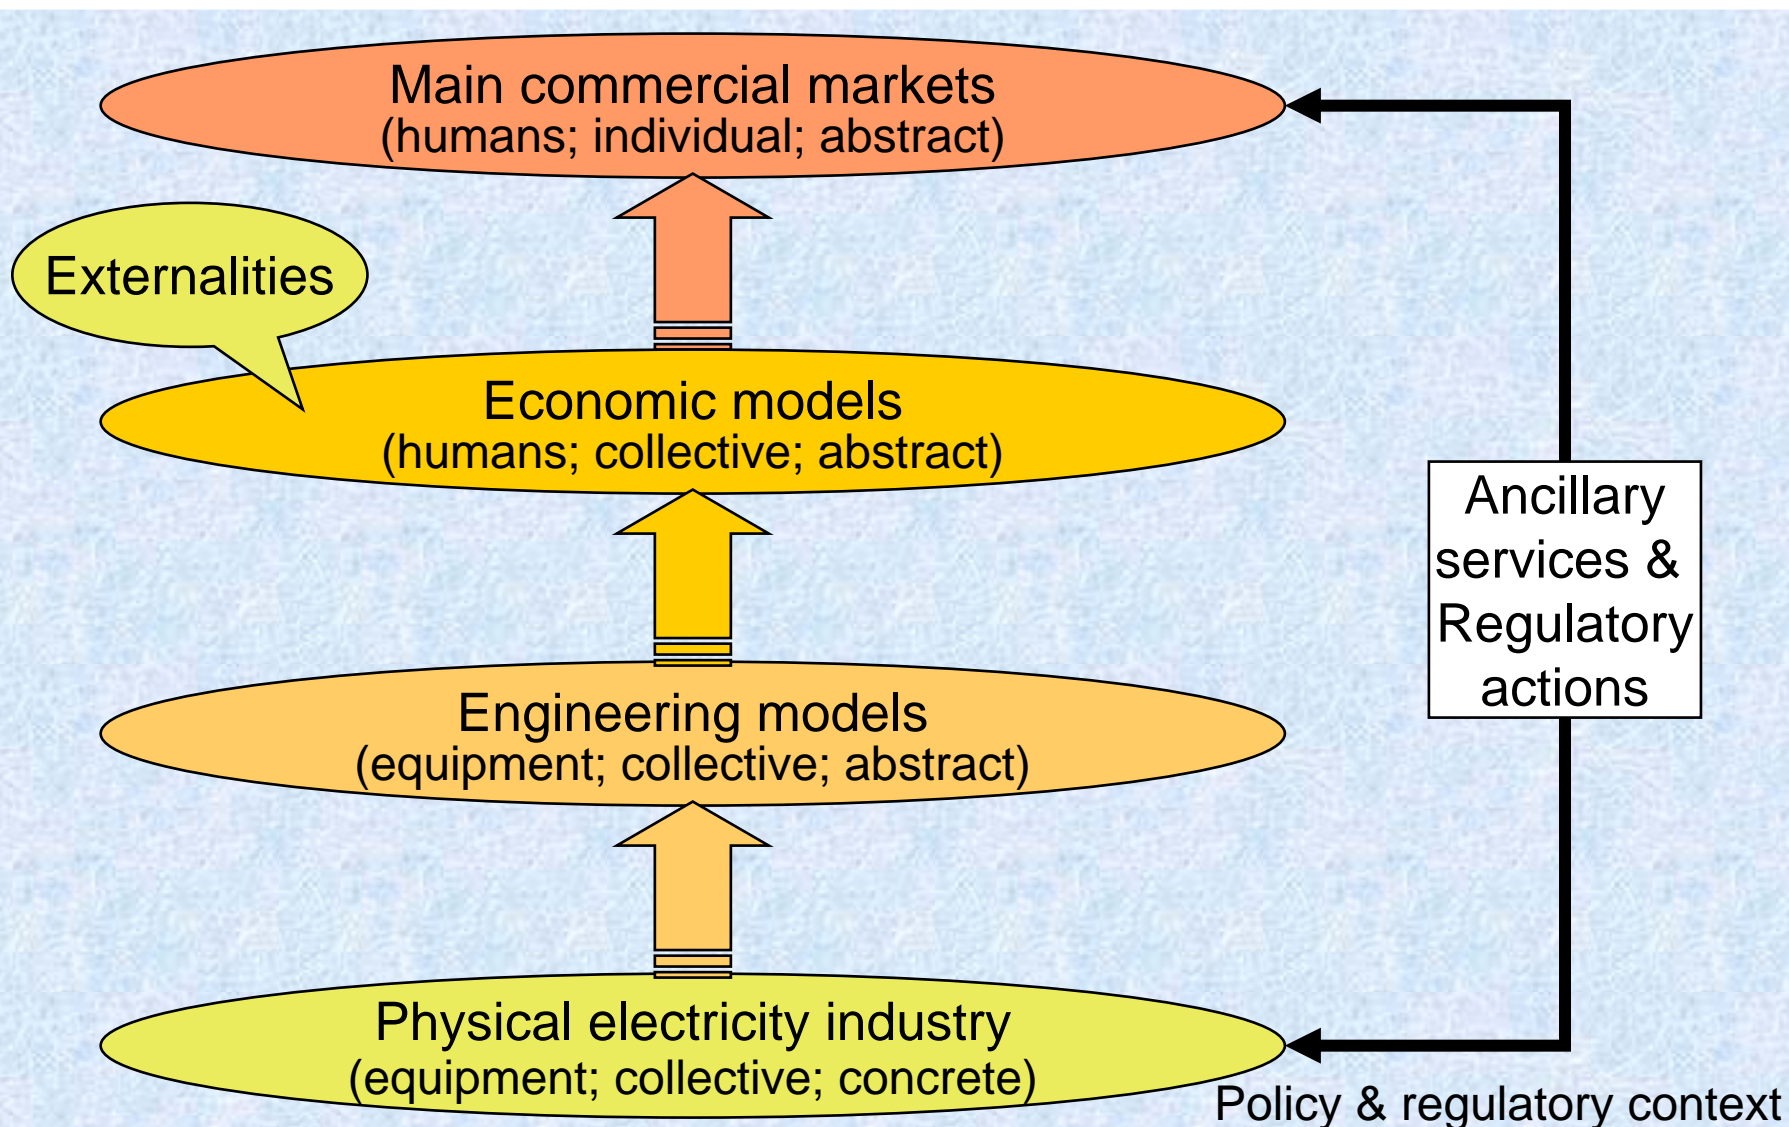 Main commercial markets
(humans; individual; abstract)
Externalities
Economic models
(humans; collective; abstract)
Ancillary
services &
Regulatory
actions
Engineering models
(equipment; collective; abstract)
Physical electricity industry
(equipment; collective; concrete)
Policy & regulatory context